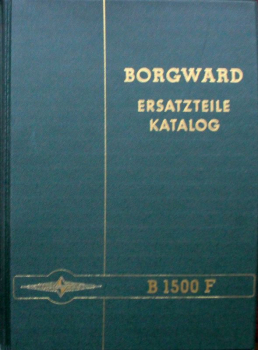 BORGWARD
ERSATZTEILE
KATALOG
B 1500 F